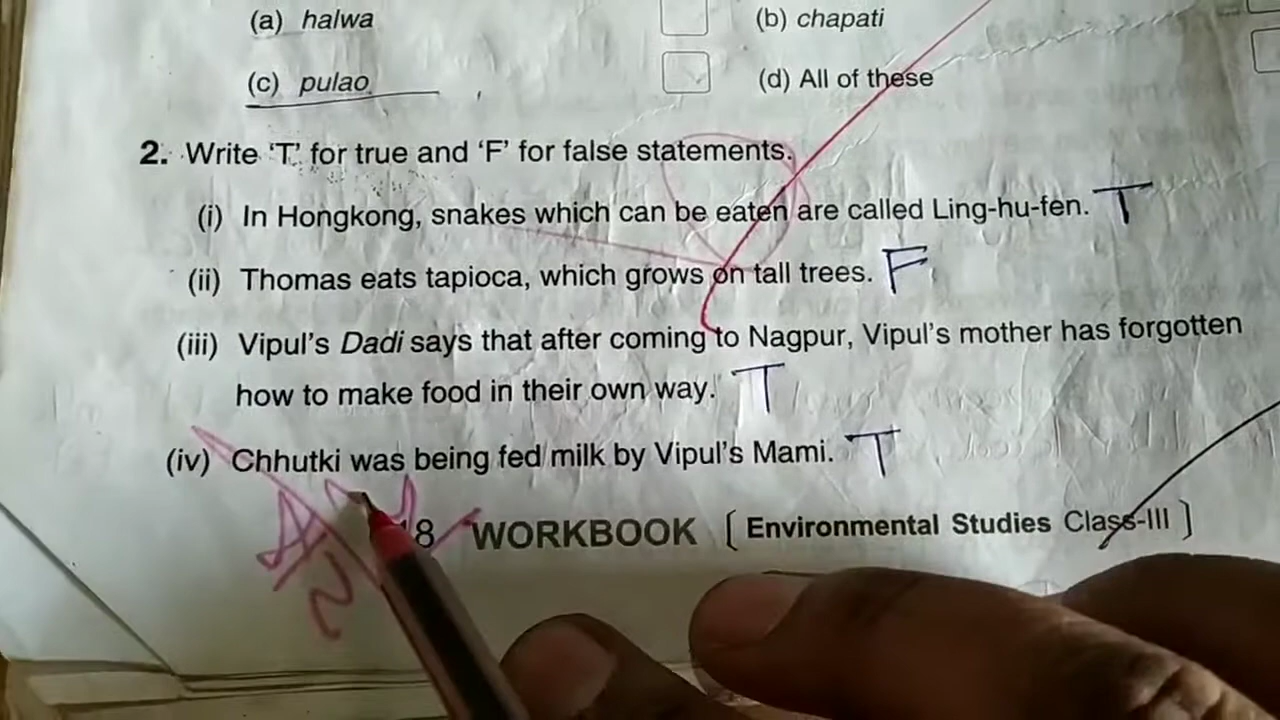 (a) halwa (b) chapati
(c) pulao (d) All of these
2. Write 'T' for true and 'F' for false statements.
(i) In Hongkong, snakes which can be eaten are called Ling-hu-fen. T
(ii) Thomas eats tapioca, which grows on tall trees. F
(iii) Vipul's Dadi says that after coming to Nagpur, Vipul's mother has forgotten
how to make food in their own way. T
(iv) Chhutki was being fed milk by Vipul's Mami. T
8 WORKBOOK [ Environmental Studies Class-III ]